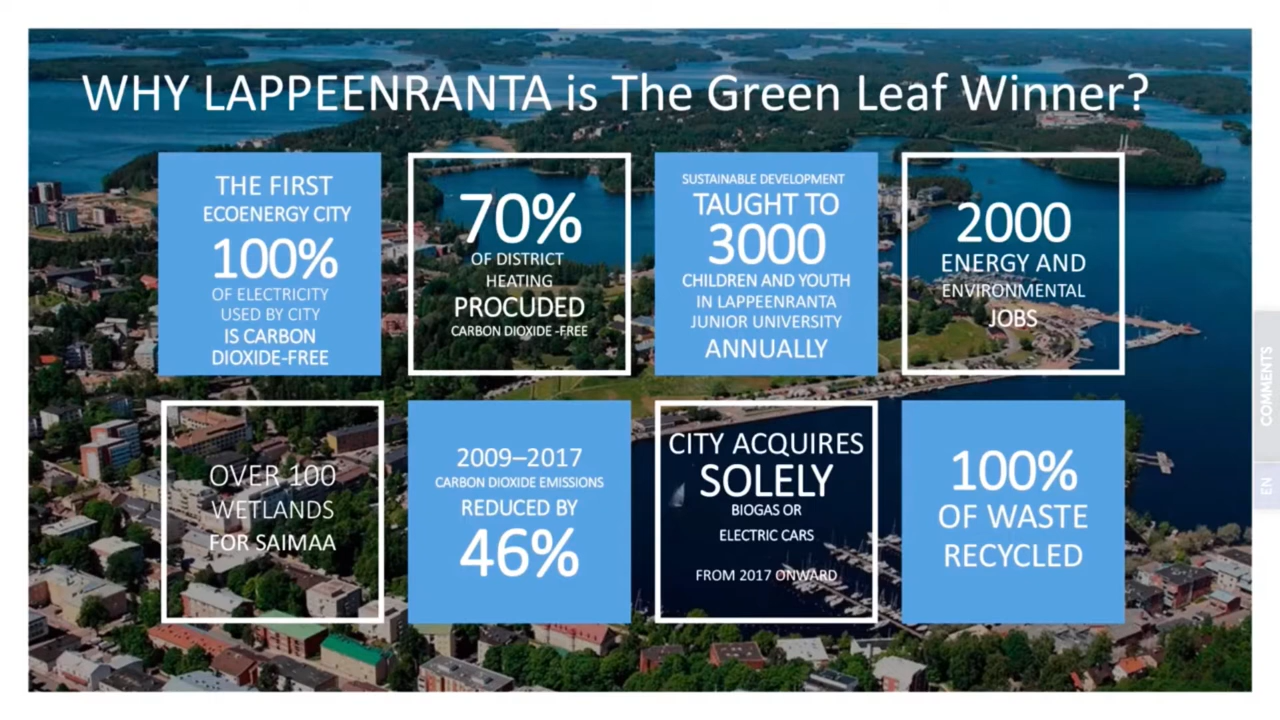 WHY LAPPEENRANTA is The Green Leaf Winner?
THE FIRST
ECOENERGY CITY
100%
OF ELECTRICITY
USED BY CITY
IS CARBON
DIOXIDE-FREE
70%
OF DISTRICT
HEATING
PROCUDED
CARBON DIOXIDE -FREE
SUSTAINABLE DEVELOPMENT
TAUGHT TO
3000
CHILDREN AND YOUTH
IN LAPPEENRANTA
JUNIOR UNIVERSITY
ANNUALLY
2000
ENERGY AND
ENVIRONMENTAL
JOBS
OVER 100
WETLANDS
FOR SAIMAA
2009–2017
CARBON DIOXIDE EMISSIONS
REDUCED BY
46%
CITY ACQUIRES
SOLELY
BIOGAS OR
ELECTRIC CARS
FROM 2017 ONWARD
100%
OF WASTE
RECYCLED
COMMENTS
EN